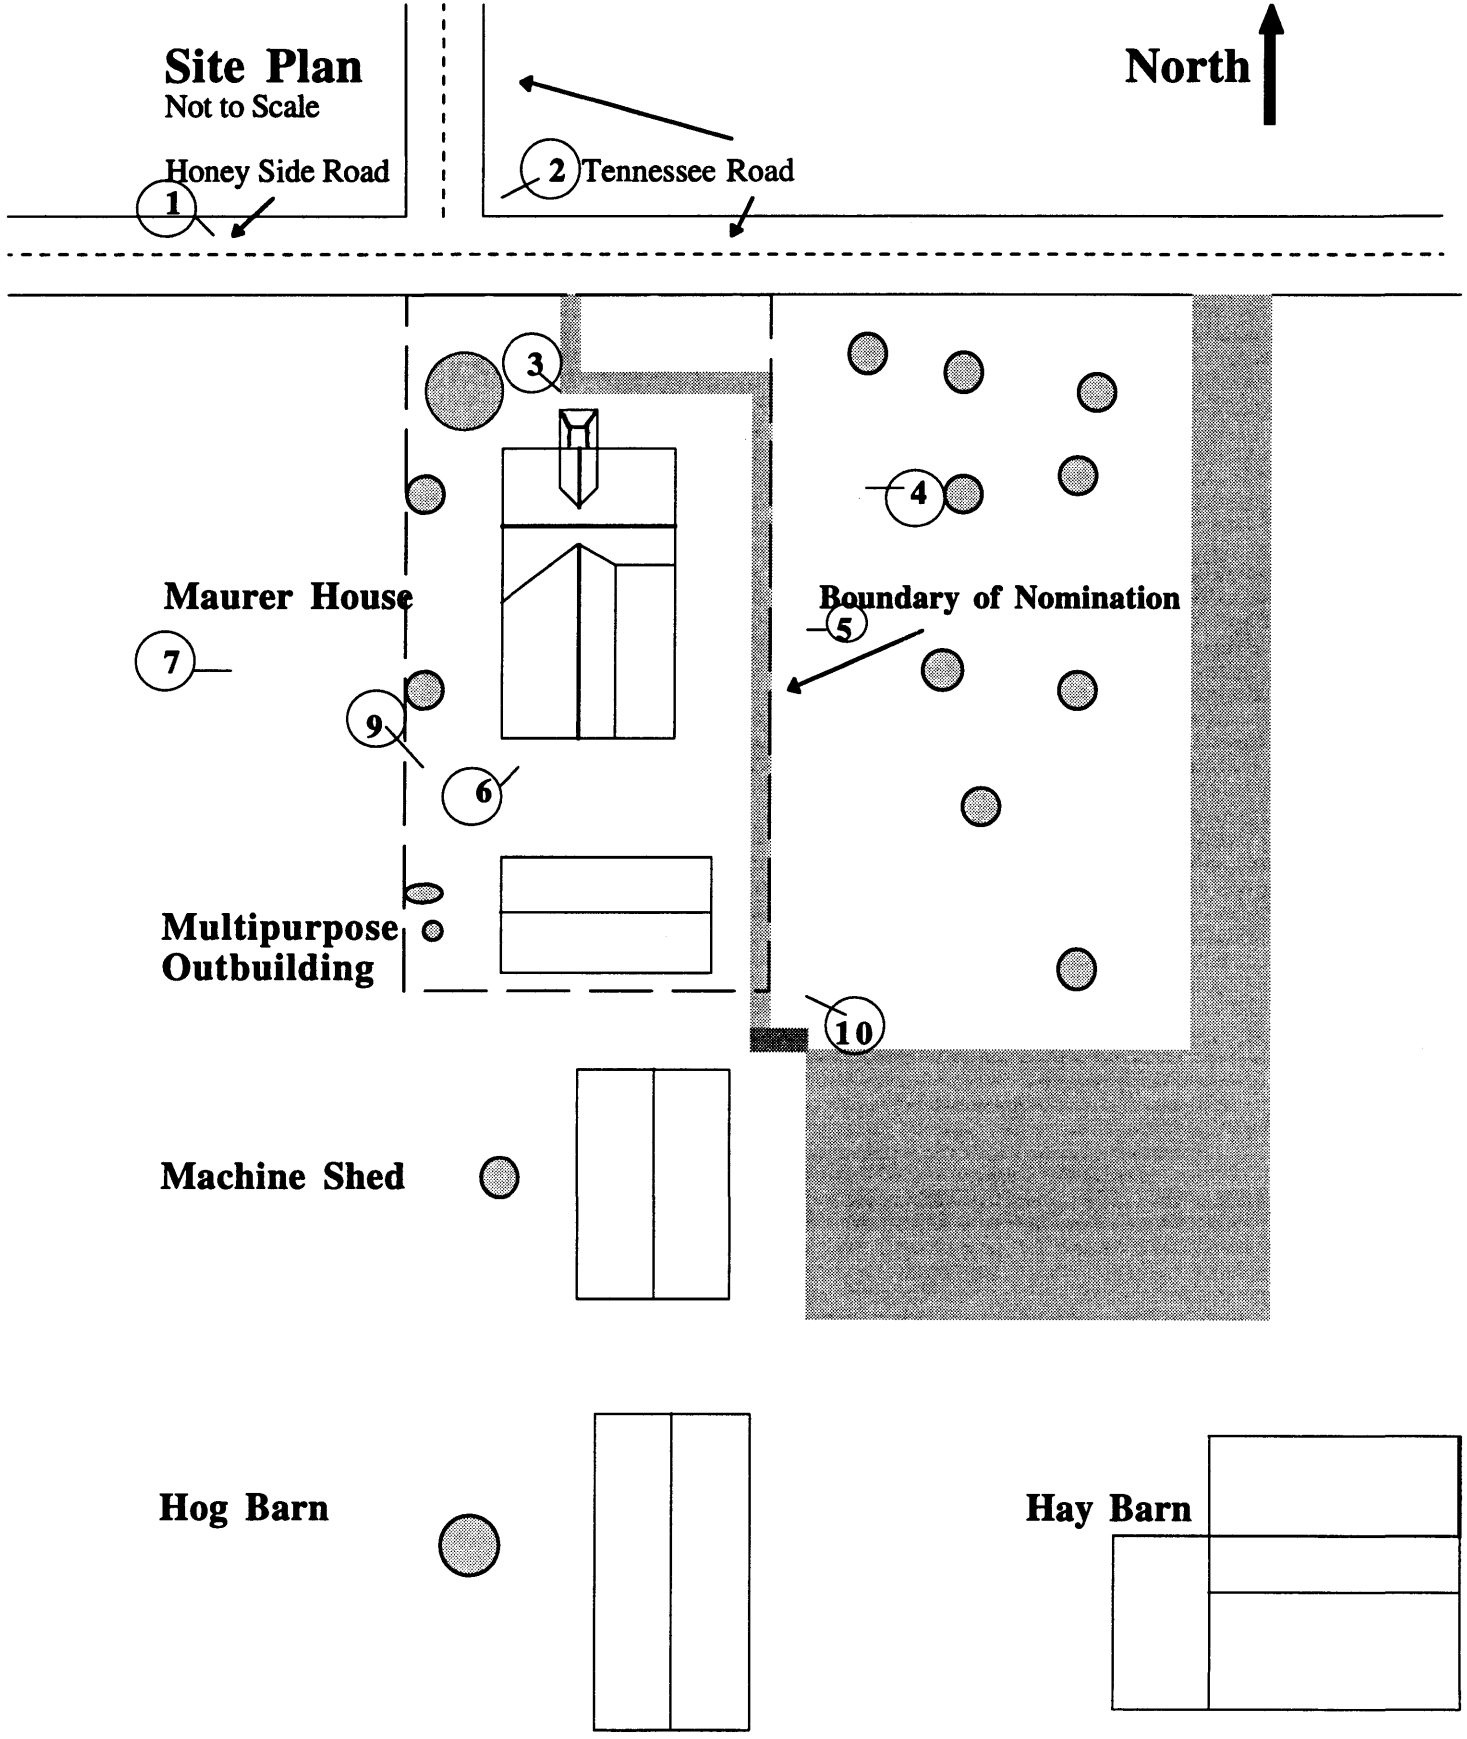 Site Plan
North
Not to Scale
Honey Side Road
2
Tennessee Road
1
3
4
Maurer House
Boundary of Nomination
5
7
9
6
Multipurpose
Outbuilding
10
Machine Shed
Hog Barn
Hay Barn